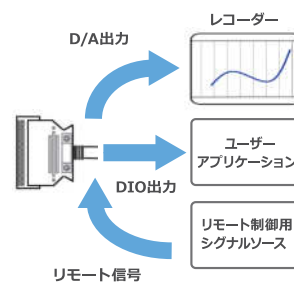 レコーダー
D/A出力
ユーザー
アプリケーション
DIO出力
リモート制御用
シグナルソース
リモート信号